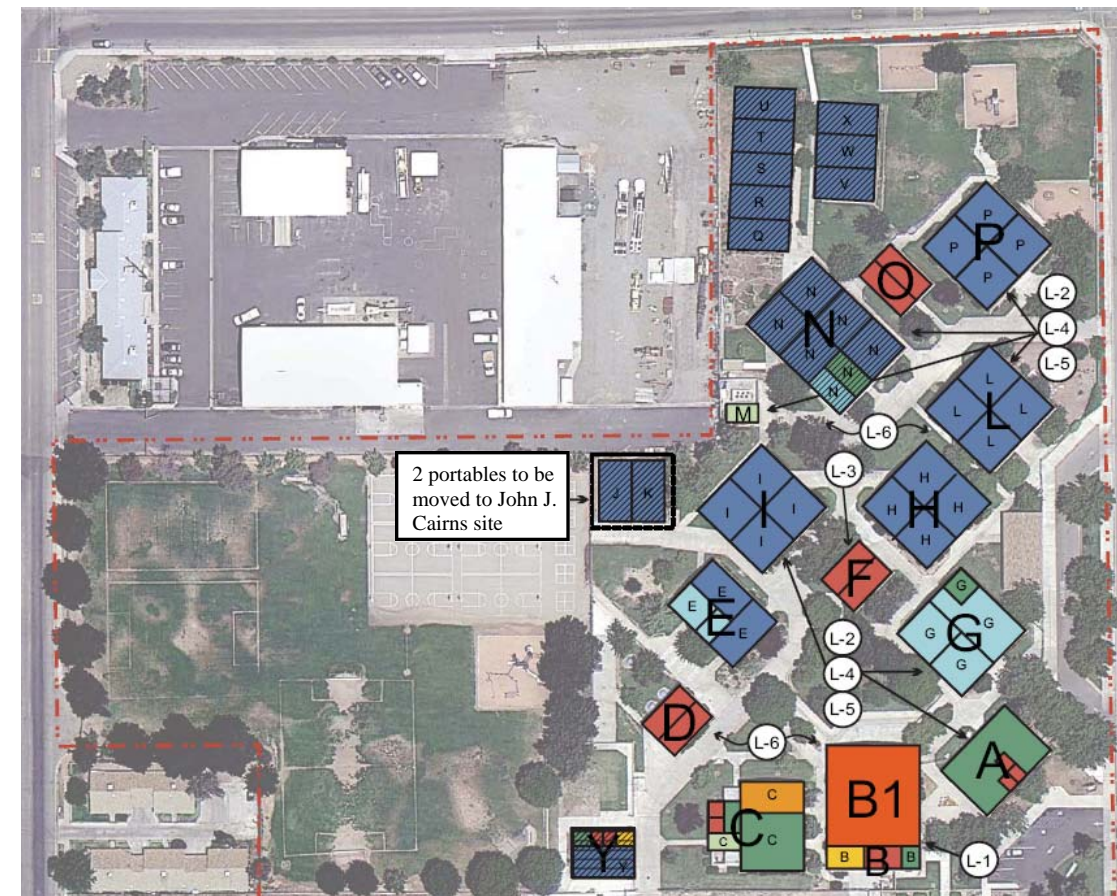 U
T
S
R
Q
X
W
V
P
P
P
P
P
O
N
N
N
N
N
N
N
N
M
L-2
L-4
L-5
L
L
L
L
L
L-6
2 portables to be
moved to John J.
Cairns site
J K
L-3
I
I
I
I
I
H
H
H
H
H
F
E
E
E
E
G
G
G
G
G
L-2
L-4
L-5
D
L-6
A
B1
C
C
C
C
B
B
B
L-1
Y